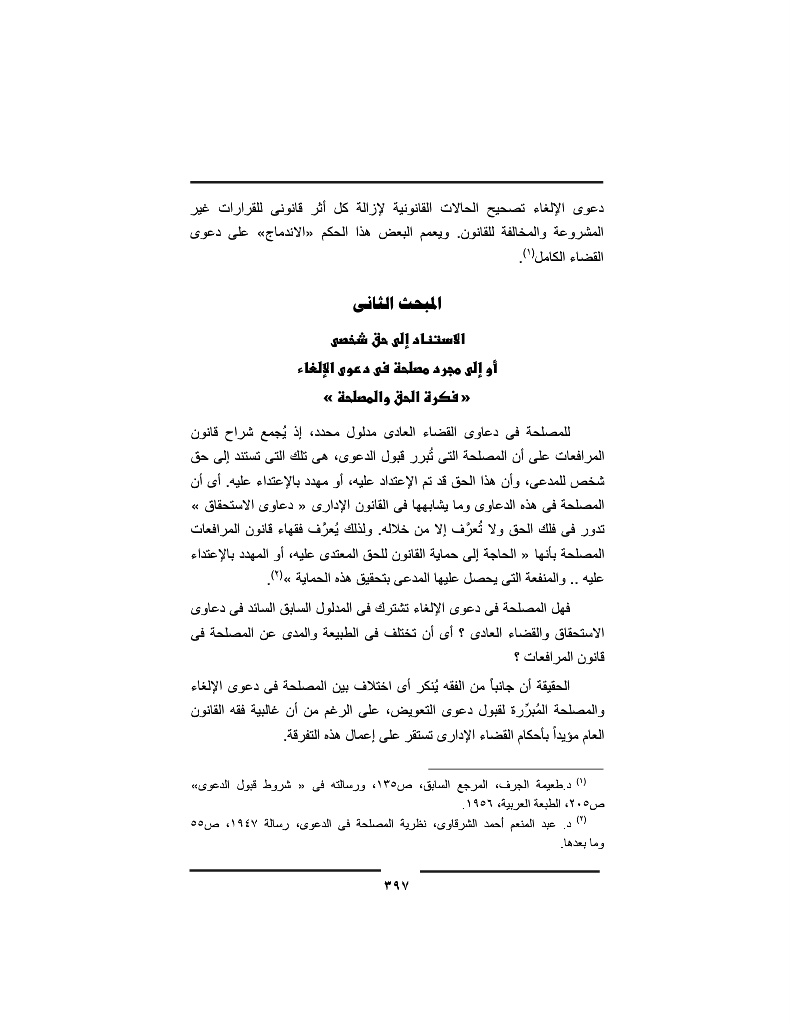 دعوى الإلغاء تصحيح الحالات القانونية لإزالة كل أثر قانونى للقرارات غير
المشروعة والمخالفة للقانون. ويعمم البعض هذا الحكم «الاندماج» على دعوى
القضاء الكامل(١).
المبحث الثانى
الاستناد إلى حق شخصى
أو إلى مجرد مصلحة فى دعوى الإلغاء
« فكرة الحق والمصلحة »
للمصلحة فى دعاوى القضاء العادى مدلول محدد، إذ يُجمع شراح قانون
المرافعات على أن المصلحة التى تُبرر قبول الدعوى، هى تلك التى تستند إلى حق
شخص للمدعى، وأن هذا الحق قد تم الإعتداد عليه، أو مهدد بالإعتداء عليه. أى أن
المصلحة فى هذه الدعاوى وما يشابهها فى القانون الإدارى « دعاوى الاستحقاق »
تدور فى فلك الحق ولا تُعرَّف إلا من خلاله. ولذلك يُعرَّف فقهاء قانون المرافعات
المصلحة بأنها « الحاجة إلى حماية القانون للحق المعتدى عليه، أو المهدد بالإعتداء
عليه .. والمنفعة التى يحصل عليها المدعى بتحقيق هذه الحماية »(٢).
فهل المصلحة فى دعوى الإلغاء تشترك فى المدلول السابق السائد فى دعاوى
الاستحقاق والقضاء العادى ؟ أى أن تختلف فى الطبيعة والمدى عن المصلحة فى
قانون المرافعات ؟
الحقيقة أن جانباً من الفقه يُنكر أى اختلاف بين المصلحة فى دعوى الإلغاء
والمصلحة المُبرِّرة لقبول دعوى التعويض، على الرغم من أن غالبية فقه القانون
العام مؤيداً بأحكام القضاء الإدارى تستقر على إعمال هذه التفرقة.
(١) د.طعيمة الجرف، المرجع السابق، ص١٣٥، ورسالته فى « شروط قبول الدعوى»
ص٢٠٥، الطبعة العربية، ١٩٥٦.
(٢) د. عبد المنعم أحمد الشرقاوى، نظرية المصلحة فى الدعوى، رسالة ١٩٤٧، ص٥٥
وما بعدها.
٣٩٧